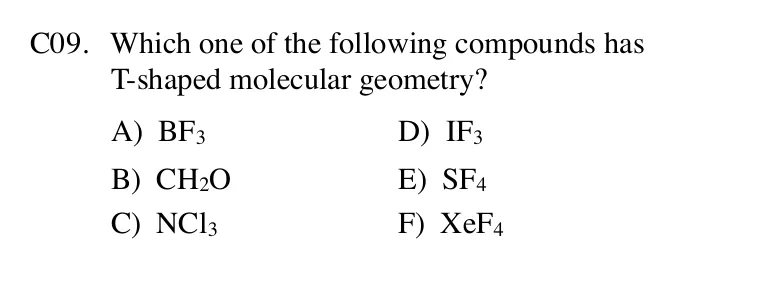 C09. Which one of the following compounds has
T-shaped molecular geometry?
A) BF₃ D) IF₃
B) CH₂O E) SF₄
C) NCl₃ F) XeF₄